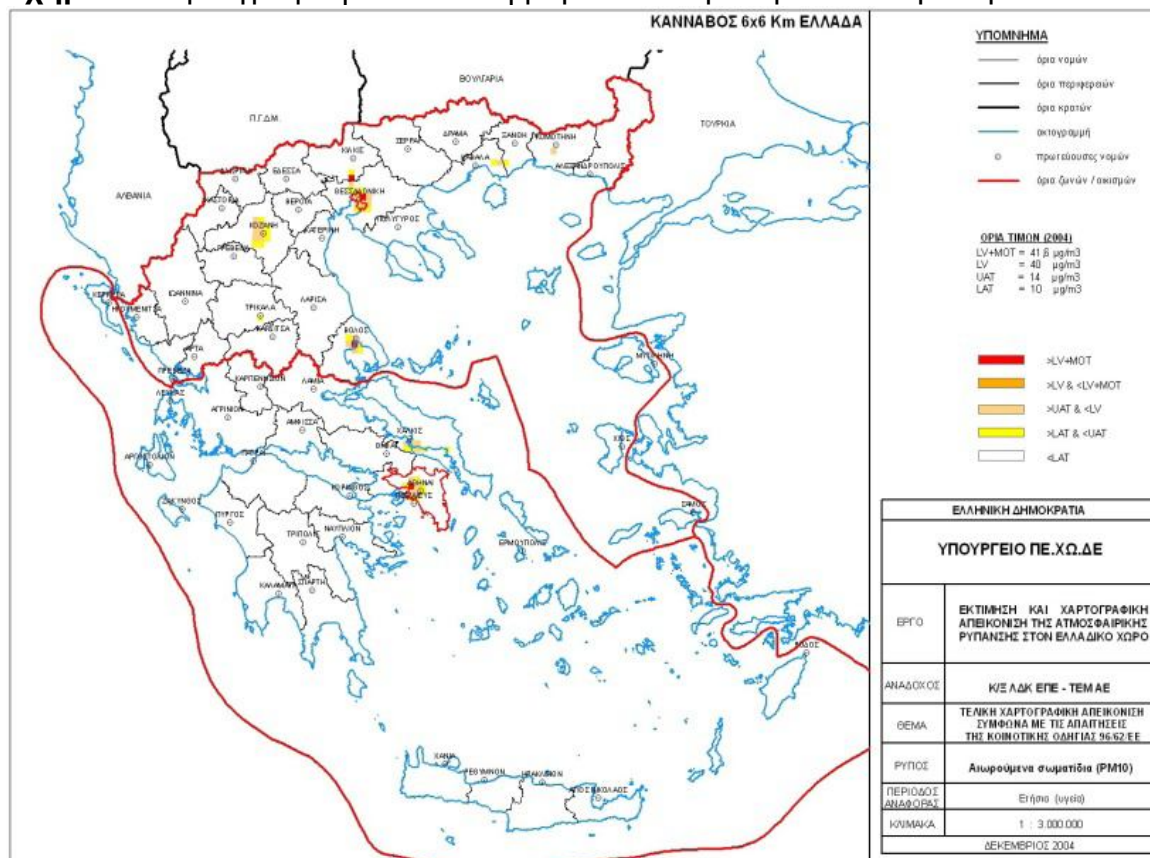 ΚΑΝΝΑΒΟΣ 6x6 Km ΕΛΛΑΔΑ
ΒΟΥΛΓΑΡΙΑ
Π.Γ.Δ.Μ.
ΤΟΥΡΚΙΑ
ΑΛΒΑΝΙΑ
ΔΡΑΜΑ
ΞΑΝΘΗ
ΚΟΜΟΤΗΝΗ
ΣΕΡΡΑΙ
ΚΙΛΚΙΣ
ΚΑΒΑΛΑ
ΑΛΕΞΑΝΔΡΟΥΠΟΛΙΣ
ΕΔΕΣΣΑ
ΘΕΣΣΑΛΟΝΙΚΗ
ΚΑΣΤΟΡΙΑ
ΒΕΡΟΙΑ
ΠΟΛΥΓΥΡΟΣ
ΚΟΖΑΝΗ
ΚΑΤΕΡΙΝΗ
ΙΩΑΝΝΙΝΑ
ΛΑΡΙΣΑ
ΚΕΡΚΥΡΑ
ΗΓΟΥΜΕΝΙΤΣΑ
ΤΡΙΚΑΛΑ
ΚΑΡΔΙΤΣΑ
ΒΟΛΟΣ
ΑΡΤΑ
ΜΥΤΙΛΗΝΗ
ΠΡΕΒΕΖΑ
ΛΕΥΚΑΣ
ΚΑΡΠΕΝΗΣΙΟΝ
ΛΑΜΙΑ
ΑΓΡΙΝΙΟΝ
ΑΜΦΙΣΣΑ
ΧΑΛΚΙΣ
ΧΙΟΣ
ΑΡΓΟΣΤΟΛΙΟΝ
ΑΘΗΝΑΙ
ΚΟΡΙΝΘΟΣ
ΖΑΚΥΝΘΟΣ
ΠΥΡΓΟΣ
ΣΑΜΟΣ
ΤΡΙΠΟΛΙΣ
ΝΑΥΠΛΙΟΝ
ΕΡΜΟΥΠΟΛΙΣ
ΚΑΛΑΜΑΙ
ΣΠΑΡΤΗ
ΡΟΔΟΣ
ΧΑΝΙΑ
ΡΕΘΥΜΝΟΝ
ΗΡΑΚΛΕΙΟΝ
ΑΓΙΟΣ ΝΙΚΟΛΑΟΣ
ΥΠΟΜΝΗΜΑ
όρια νομών
όρια περιφερειών
όρια κρατών
ακτογραμμή
πρωτεύουσες νομών
όρια ζωνών / οικισμών
ΟΡΙΑ ΤΙΜΩΝ (2004)
LV+MOT = 41,6 μg/m3
LV = 40 μg/m3
UAT = 14 μg/m3
LAT = 10 μg/m3
>LV+MOT
>LV & <LV+MOT
>UAT & <LV
>LAT & <UAT
<LAT
ΕΛΛΗΝΙΚΗ ΔΗΜΟΚΡΑΤΙΑ
ΥΠΟΥΡΓΕΙΟ ΠΕ.ΧΩ.ΔΕ
ΕΡΓΟ
ΕΚΤΙΜΗΣΗ ΚΑΙ ΧΑΡΤΟΓΡΑΦΙΚΗ
ΑΠΕΙΚΟΝΙΣΗ ΤΗΣ ΑΤΜΟΣΦΑΙΡΙΚΗΣ
ΡΥΠΑΝΣΗΣ ΣΤΟΝ ΕΛΛΑΔΙΚΟ ΧΩΡΟ
ΑΝΑΔΟΧΟΣ
Κ/Ξ ΛΔΚ ΕΠΕ - ΤΕΜ ΑΕ
ΘΕΜΑ
ΤΕΛΙΚΗ ΧΑΡΤΟΓΡΑΦΙΚΗ ΑΠΕΙΚΟΝΙΣΗ
ΣΥΜΦΩΝΑ ΜΕ ΤΙΣ ΑΠΑΙΤΗΣΕΙΣ
ΤΗΣ ΚΟΙΝΟΤΙΚΗΣ ΟΔΗΓΙΑΣ 96/62/ΕΕ
ΡΥΠΟΣ
Αιωρούμενα σωματίδια (PM10)
ΠΕΡΙΟΔΟΣ
ΑΝΑΦΟΡΑΣ
Ετήσια (υγεία)
ΚΛΙΜΑΚΑ
1 : 3.000.000
ΔΕΚΕΜΒΡΙΟΣ 2004